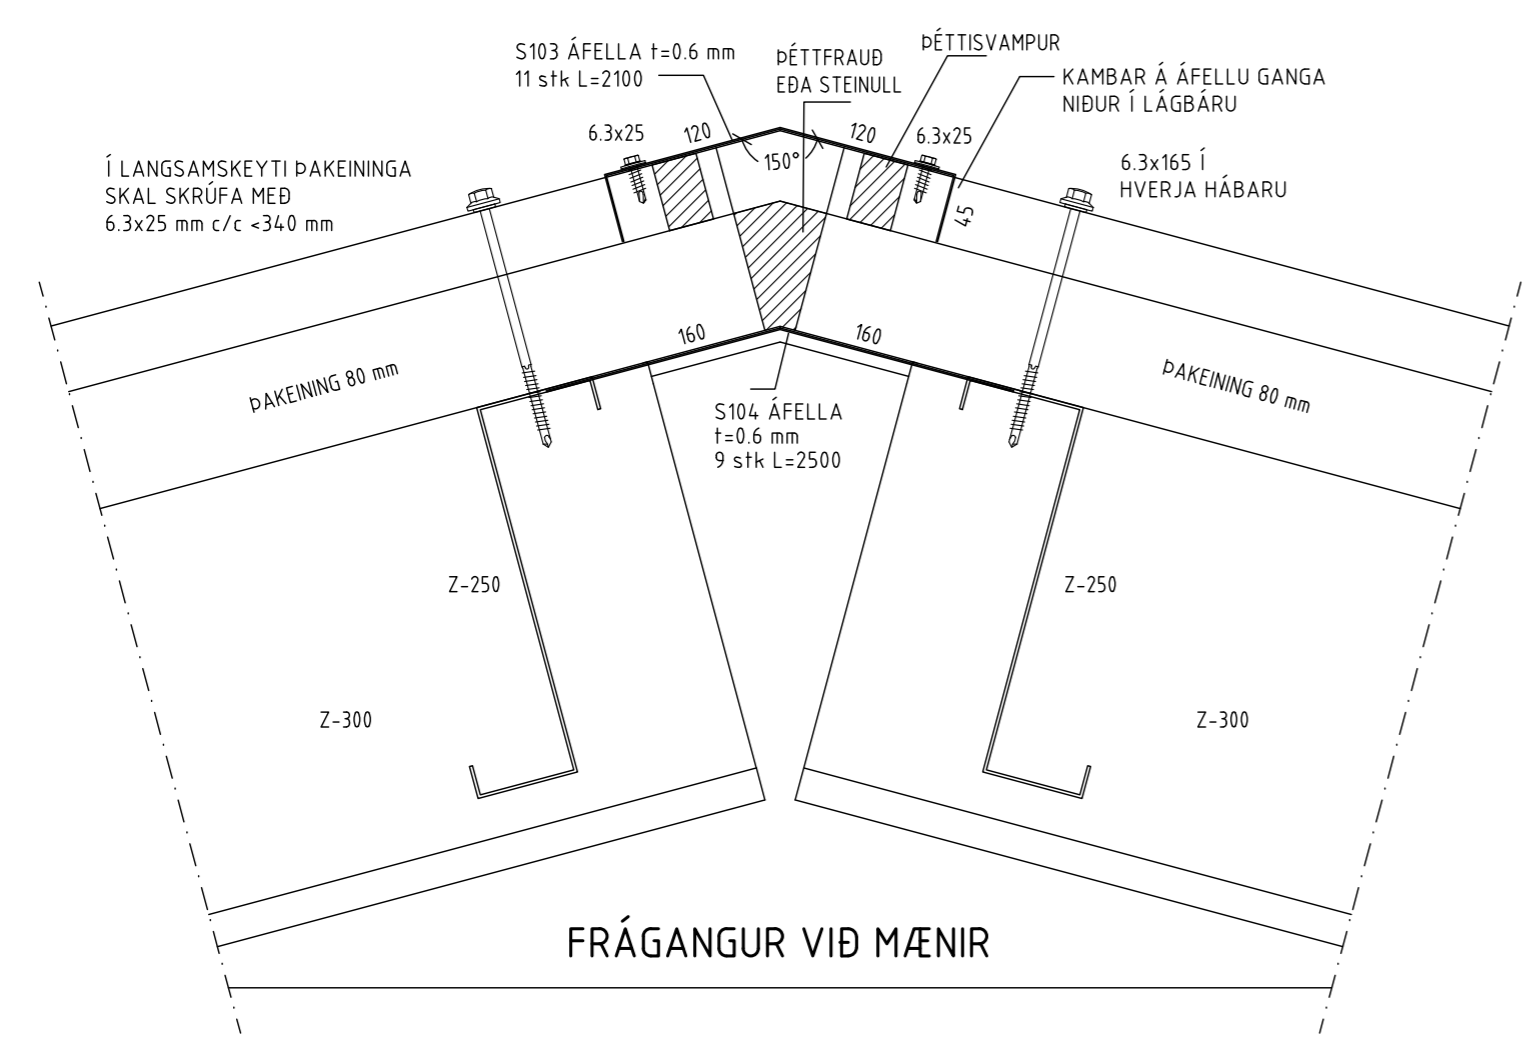 S103 ÁFELLA t=0.6 mm
11 stk L=2100
ÞÉTTFRAUÐ
EÐA STEINULL
ÞÉTTISVAMPUR
KAMBAR Á ÁFELLU GANGA
NIÐUR Í LÁGBÁRU
6.3x25
120
150°
120
6.3x25
Í LANGSAMSKEYTI ÞAKEININGA
SKAL SKRÚFA MEÐ
6.3x25 mm c/c <340 mm
6.3x165 Í
HVERJA HÁBARU
45
160
160
ÞAKEINING 80 mm
ÞAKEINING 80 mm
S104 ÁFELLA
t=0.6 mm
9 stk L=2500
Z-250
Z-250
Z-300
Z-300
FRÁGANGUR VIÐ MÆNIR